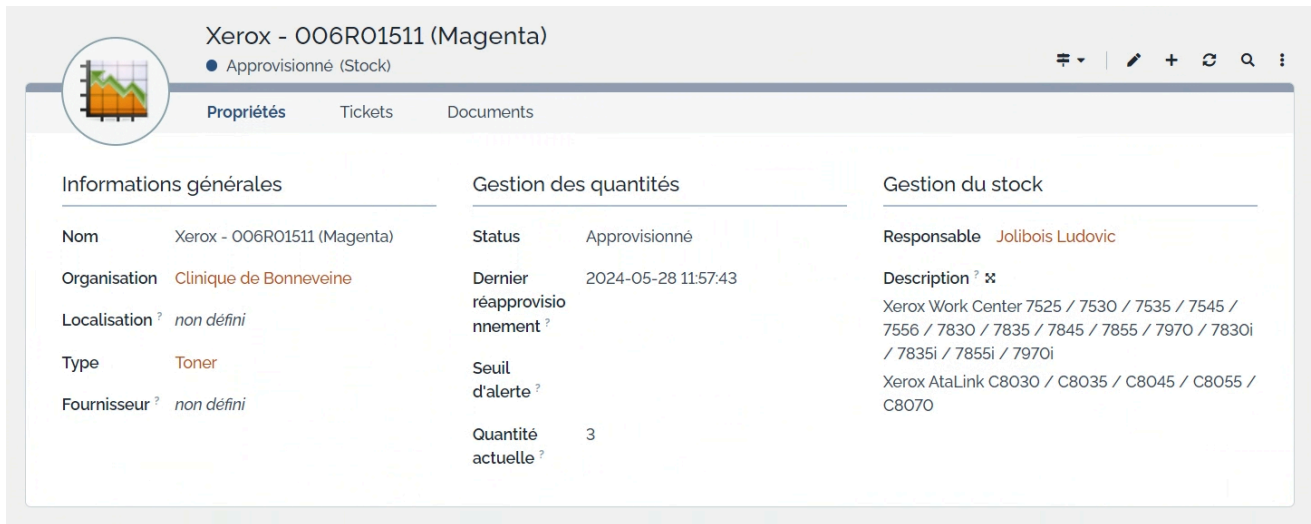 Xerox - 006R01511 (Magenta)
Approvisionné (Stock)
Propriétés Tickets Documents
Informations générales
Nom Xerox - 006R01511 (Magenta)
Organisation Clinique de Bonneveine
Localisation ? non défini
Type Toner
Fournisseur ? non défini
Gestion des quantités
Status Approvisionné
Dernier 2024-05-28 11:57:43
réapprovisio
nnement ?
Seuil
d'alerte ?
Quantité 3
actuelle ?
Gestion du stock
Responsable Jolibois Ludovic
Description ?
Xerox Work Center 7525 / 7530 / 7535 / 7545 /
7556 / 7830 / 7835 / 7845 / 7855 / 7970 / 7830i
/ 7835i / 7855i / 7970i
Xerox AtaLink C8030 / C8035 / C8045 / C8055 /
C8070